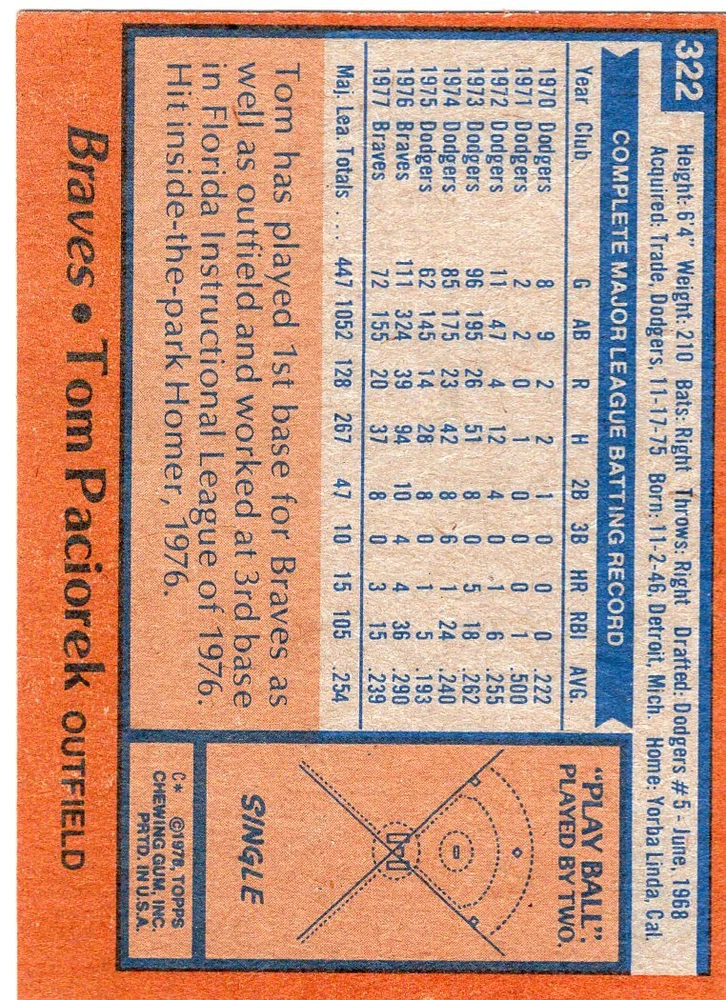 322
Height: 6'4" Weight: 210 Bats: Right Throws: Right Drafted: Dodgers #5 - June, 1968
Acquired: Trade, Dodgers, 11-17-75 Born: 11-2-46, Detroit, Mich. Home: Yorba Linda, Cal.
COMPLETE MAJOR LEAGUE BATTING RECORD
Year Club G AB R H 2B 3B HR RBI AVG.
1970 Dodgers 8 9 2 2 1 0 0 0 .222
1971 Dodgers 2 2 0 1 0 0 0 1 .500
1972 Dodgers 11 47 4 12 4 0 1 6 .255
1973 Dodgers 96 195 26 51 8 0 5 18 .262
1974 Dodgers 85 175 23 42 8 6 1 24 .240
1975 Dodgers 62 145 14 28 8 0 1 5 .193
1976 Braves 111 324 39 94 10 4 4 36 .290
1977 Braves 72 155 20 37 8 0 3 15 .239
Maj. Lea. Totals .... 447 1052 128 267 47 10 15 105 .254
Tom has played 1st base for Braves as
well as outfield and worked at 3rd base
in Florida Instructional League of 1976.
Hit inside-the-park Homer, 1976.
"PLAY BALL".
PLAYED BY TWO.
SINGLE
C* ©1978, TOPPS
CHEWING GUM, INC.
PRTD. IN U.S.A.
Braves • Tom Paciorek OUTFIELD